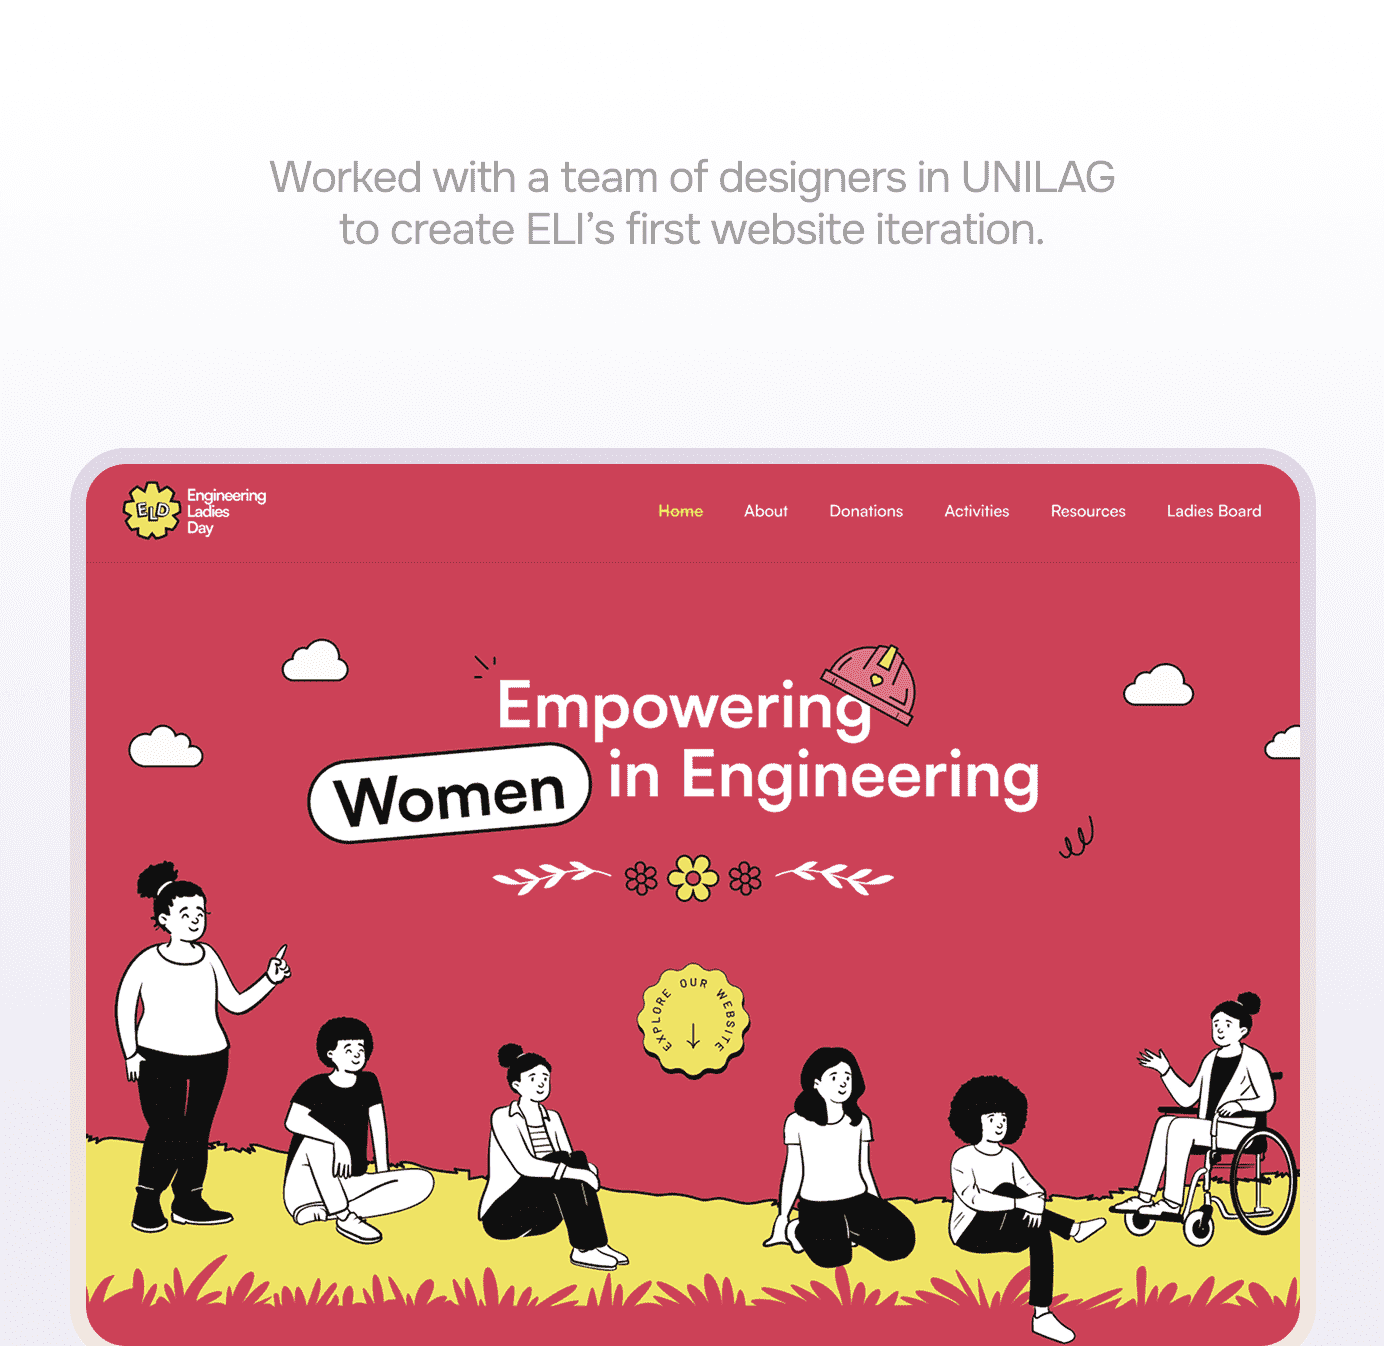 Worked with a team of designers in UNILAG
to create ELI’s first website iteration.
ELD
Engineering
Ladies
Day
Home About Donations Activities Resources Ladies Board
Empowering
Women in Engineering
EXPLORE OUR WEBSITE